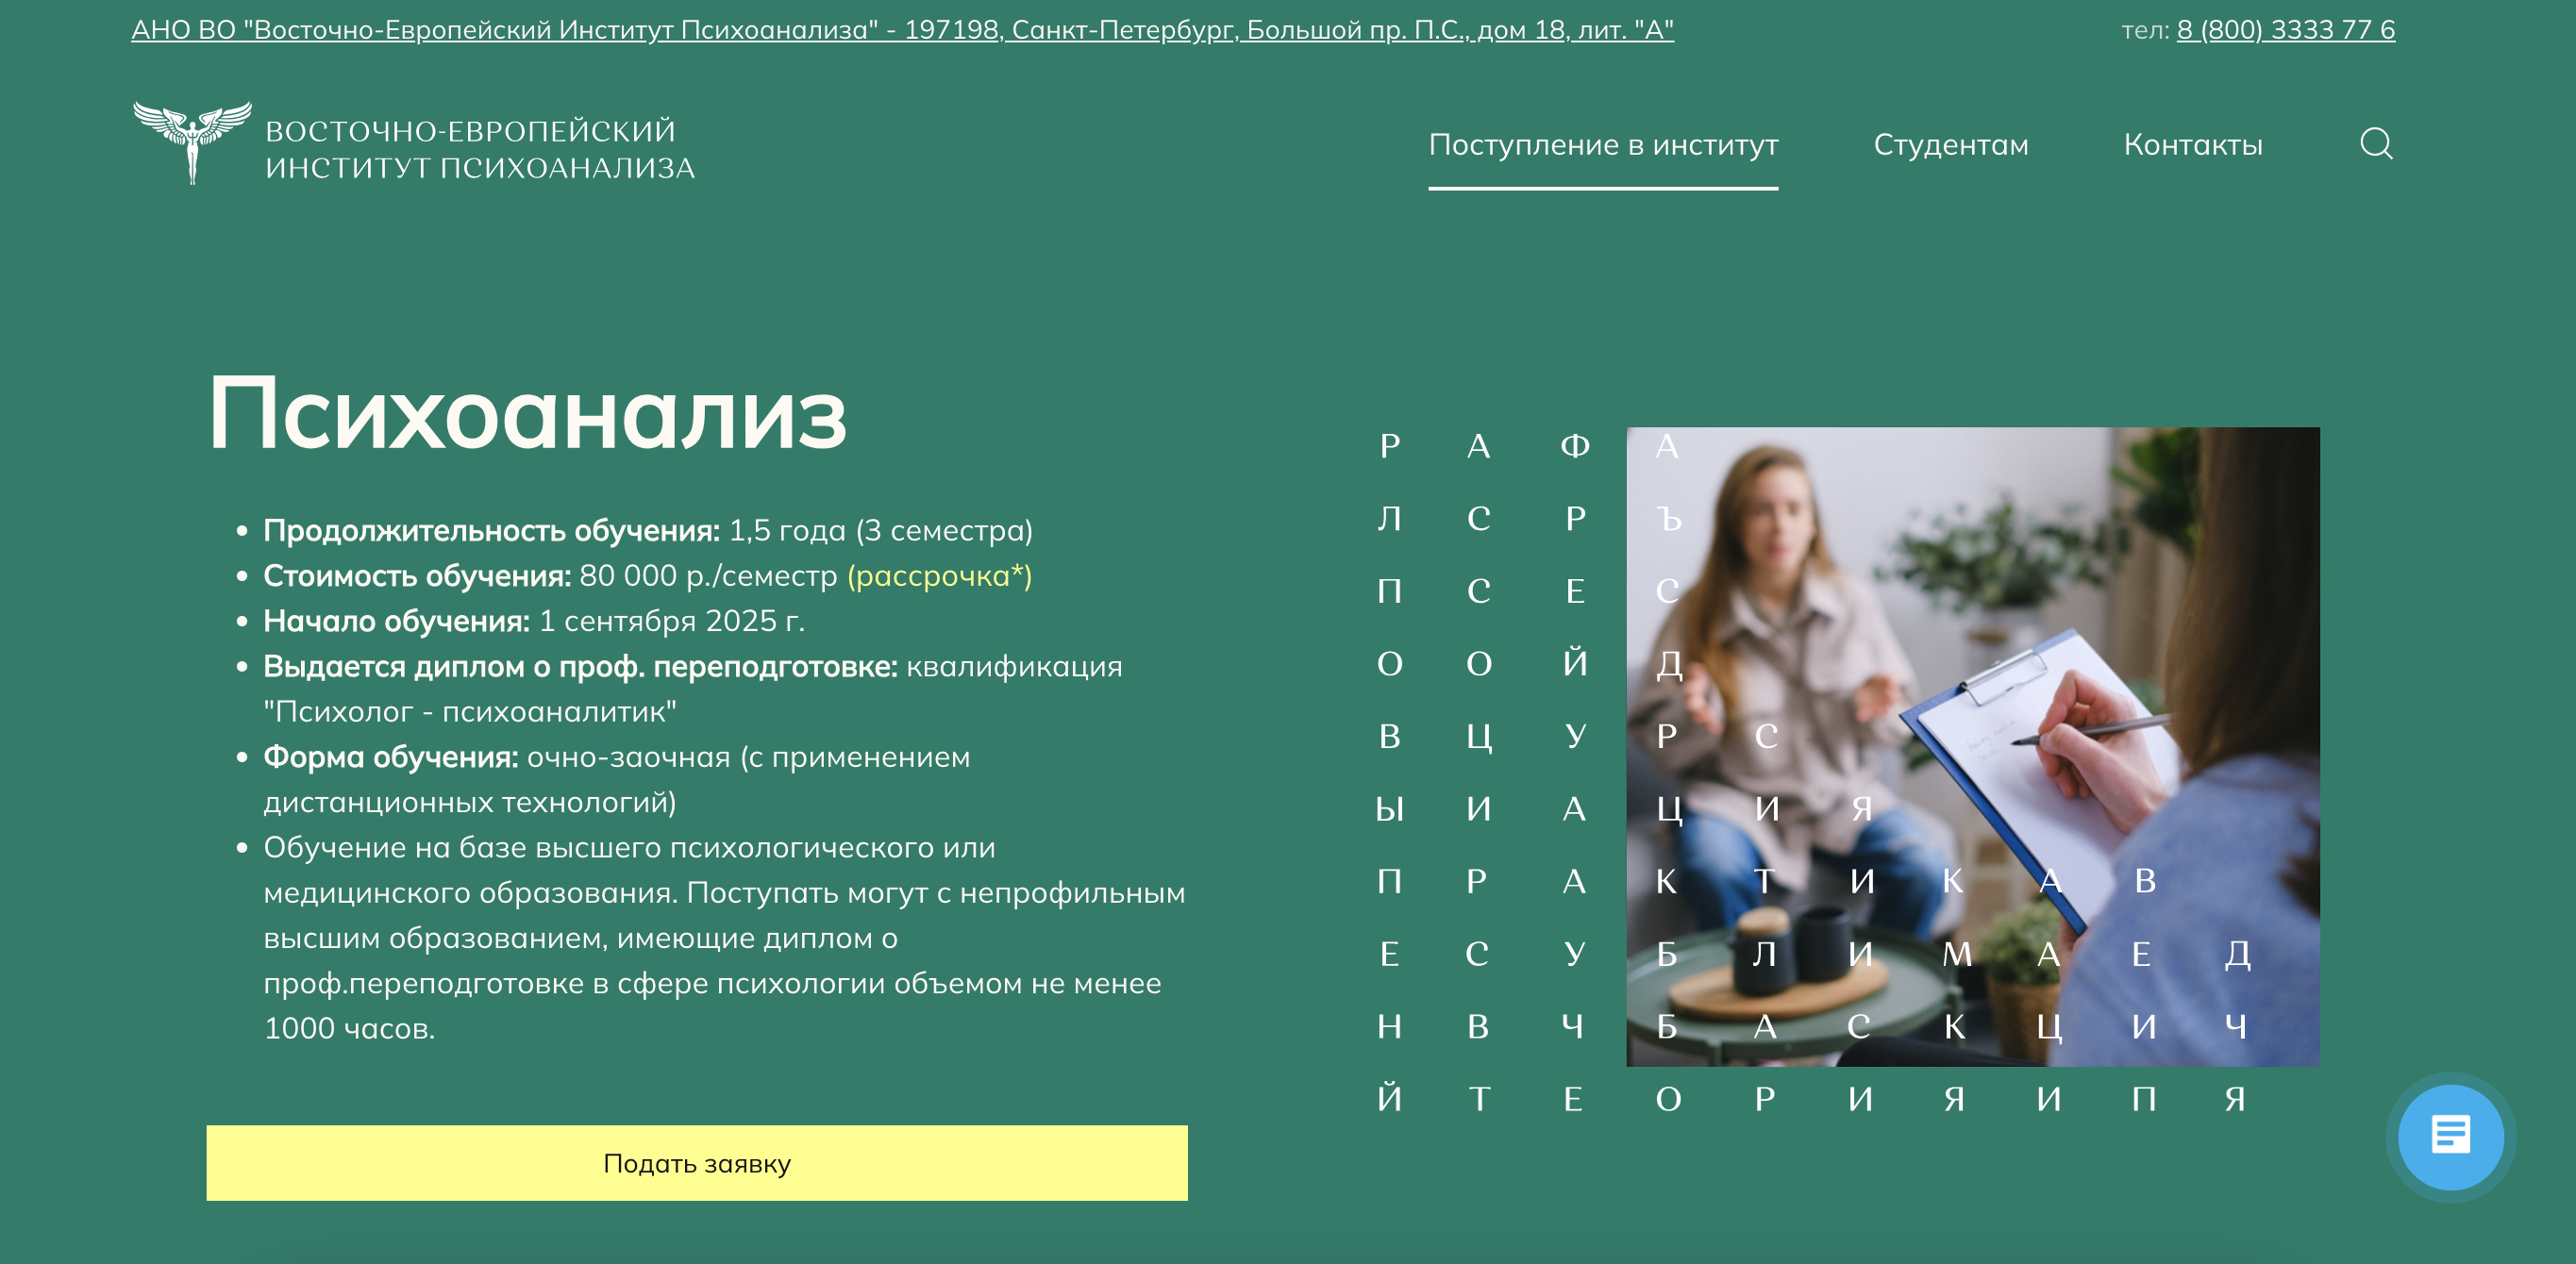 АНО ВО "Восточно-Европейский Институт Психоанализа" - 197198, Санкт-Петербург, Большой пр. П.С., дом 18, лит. "А"
тел: 8 (800) 3333 77 6
ВОСТОЧНО-ЕВРОПЕЙСКИЙ
ИНСТИТУТ ПСИХОАНАЛИЗА
Поступление в институт
Студентам
Контакты
Психоанализ
Продолжительность обучения: 1,5 года (3 семестра)
Стоимость обучения: 80 000 р./семестр (рассрочка*)
Начало обучения: 1 сентября 2025 г.
Выдается диплом о проф. переподготовке: квалификация
"Психолог - психоаналитик"
Форма обучения: очно-заочная (с применением
дистанционных технологий)
Обучение на базе высшего психологического или
медицинского образования. Поступать могут с непрофильным
высшим образованием, имеющие диплом о
проф.переподготовке в сфере психологии объемом не менее
1000 часов.
Подать заявку
Р А Ф А
Л С Р Ъ
П С Е С
О О Й Д
В Ц У Р С
Ы И А Ц И Я
П Р А К Т И К А В
Е С У Б Л И М А Е Д
Н В Ч Б А С К Ц И Ч
Й Т Е О Р И Я И П Я